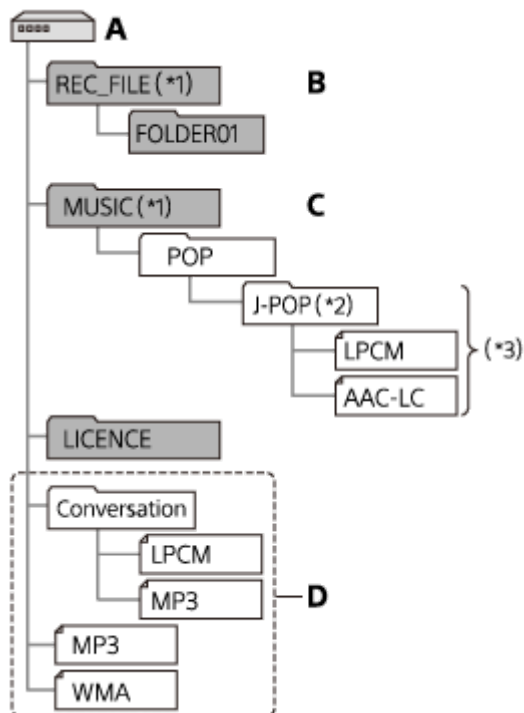 A
REC_FILE(*1) B
FOLDER01
MUSIC(*1) C
POP
J-POP(*2)
LPCM (*3)
AAC-LC
LICENCE
Conversation
LPCM
MP3 D
MP3
WMA